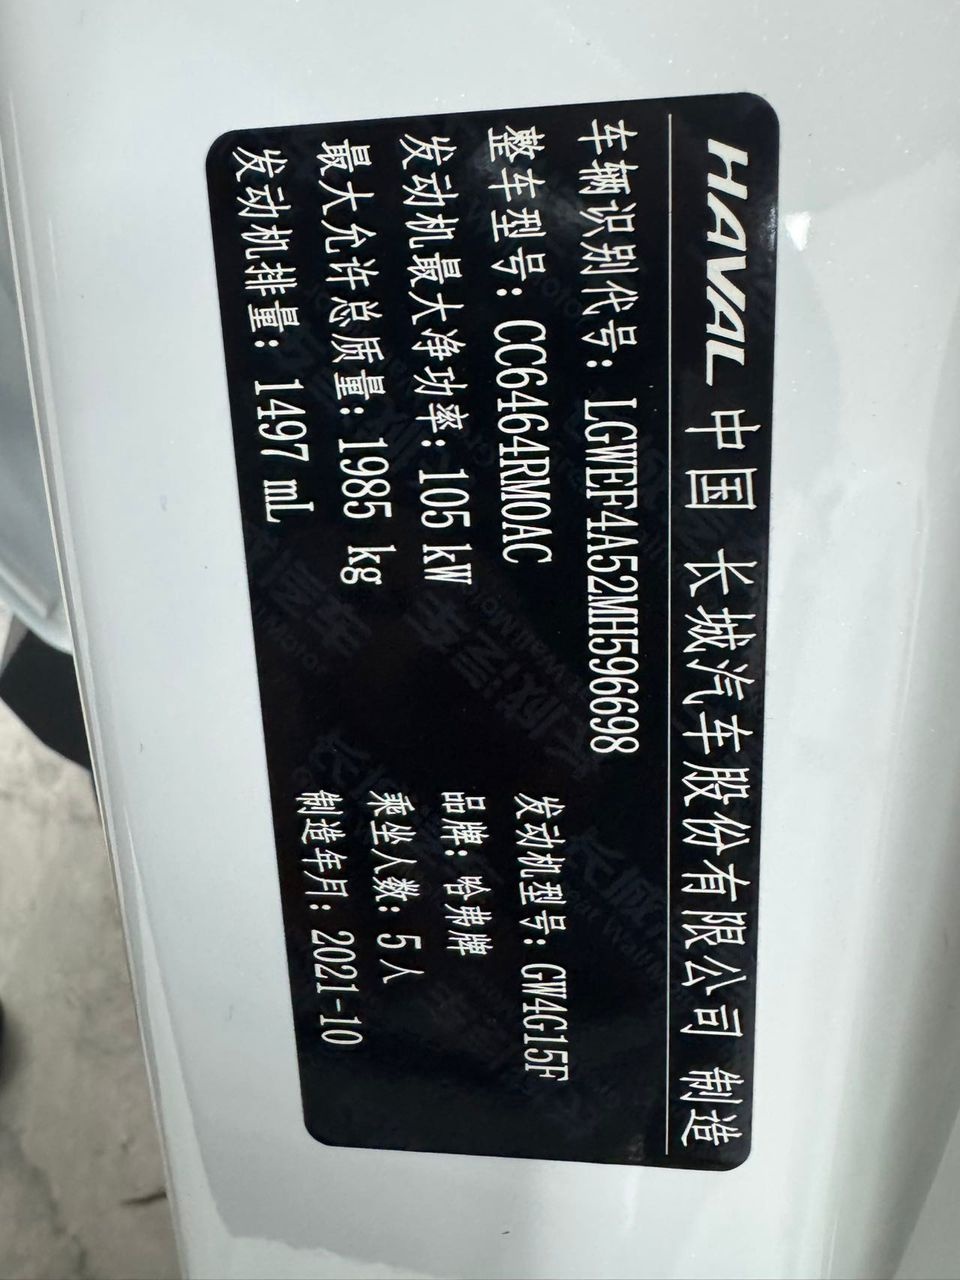 HAVAL 中国 长城汽车股份有限公司 制造
车辆识别代号: LGWEF4A52MH596698
整车型号: CC6464RM0AC
发动机型号: GW4G15F
发动机最大净功率: 105 kW
品牌: 哈弗牌
最大允许总质量: 1985 kg
乘坐人数: 5 人
发动机排量: 1497 mL
制造年月: 2021-10